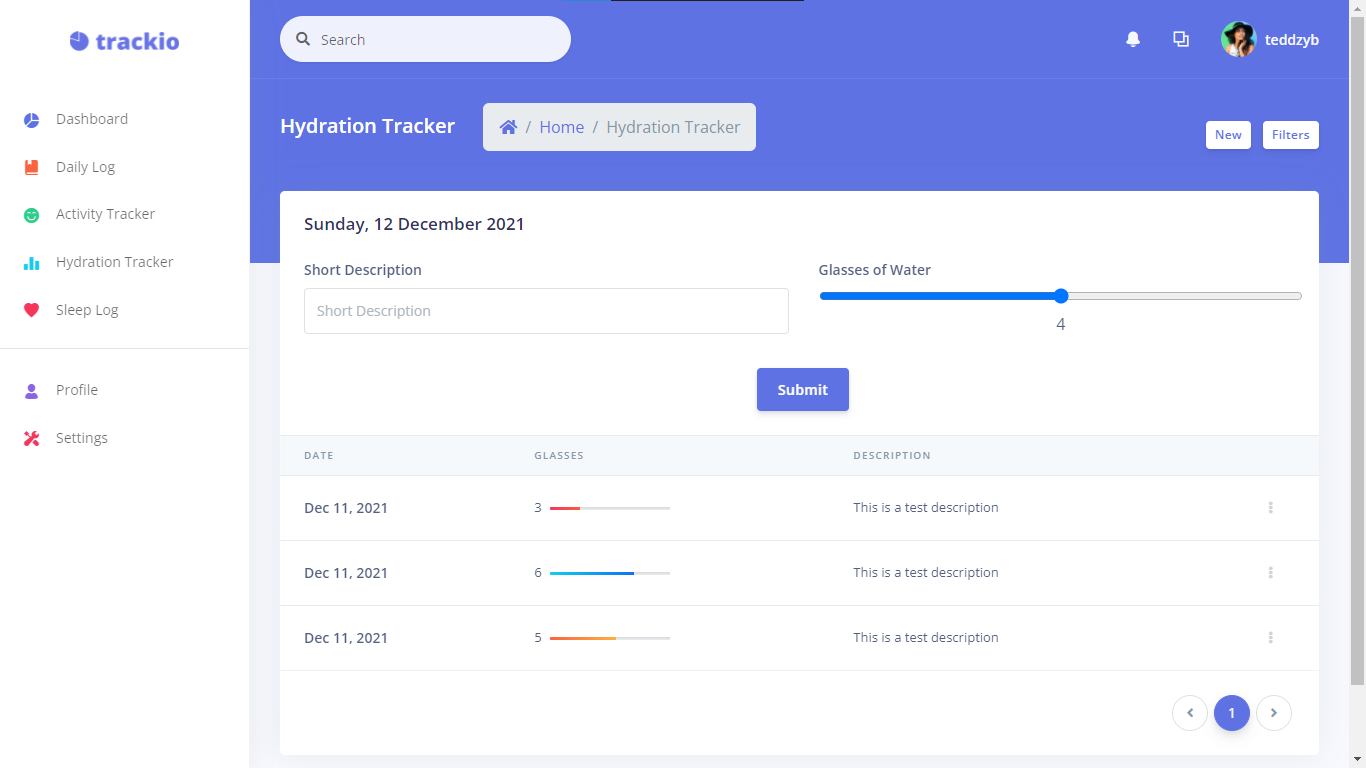 trackio
Search
teddzyb
Dashboard
Daily Log
Activity Tracker
Hydration Tracker
Sleep Log
Profile
Settings
Hydration Tracker
/ Home / Hydration Tracker
New
Filters
Sunday, 12 December 2021
Short Description
Short Description
Glasses of Water
4
Submit
DATE GLASSES DESCRIPTION
Dec 11, 2021 3 This is a test description
Dec 11, 2021 6 This is a test description
Dec 11, 2021 5 This is a test description
1